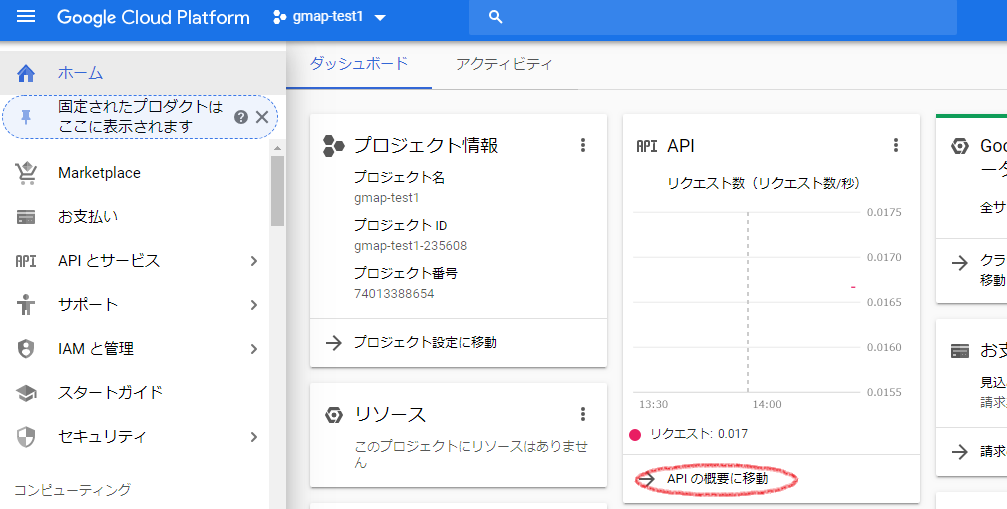 Google Cloud Platform
gmap-test1
ホーム
固定されたプロダクトは
ここに表示されます
Marketplace
お支払い
API
API とサービス
サポート
IAM と管理
スタートガイド
セキュリティ
コンピューティング
ダッシュボード
アクティビティ
プロジェクト情報
プロジェクト名
gmap-test1
プロジェクト ID
gmap-test1-235608
プロジェクト番号
74013388654
プロジェクト設定に移動
リソース
このプロジェクトにリソースはありませ
ん
API
API
リクエスト数（リクエスト数/秒）
0.0175
0.0170
0.0165
0.0160
0.0155
13:30
14:00
リクエスト: 0.017
API の概要に移動
Goo
ータ
全サ
クラ
移動
お支
見込
請求
請求